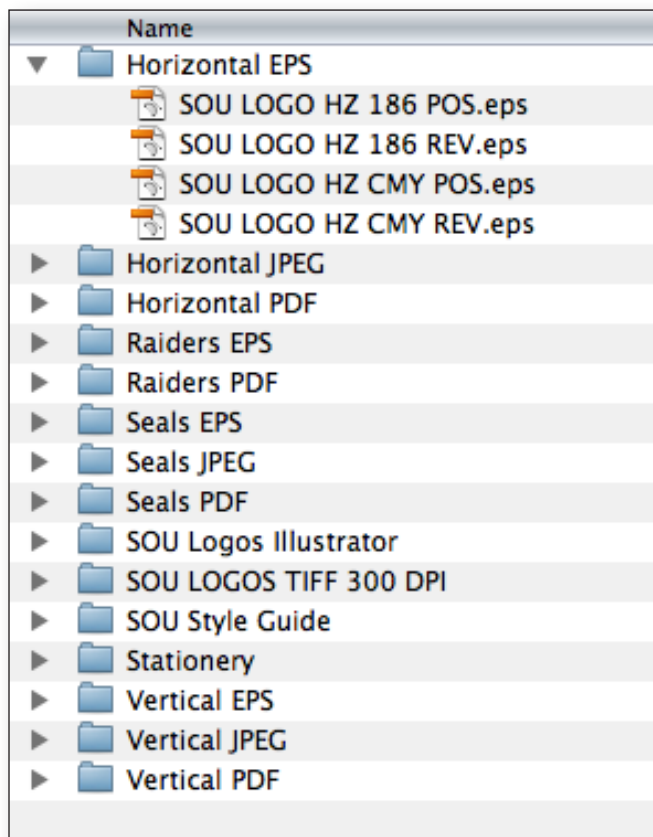 Name
Horizontal EPS
SOU LOGO HZ 186 POS.eps
SOU LOGO HZ 186 REV.eps
SOU LOGO HZ CMY POS.eps
SOU LOGO HZ CMY REV.eps
Horizontal JPEG
Horizontal PDF
Raiders EPS
Raiders PDF
Seals EPS
Seals JPEG
Seals PDF
SOU Logos Illustrator
SOU LOGOS TIFF 300 DPI
SOU Style Guide
Stationery
Vertical EPS
Vertical JPEG
Vertical PDF